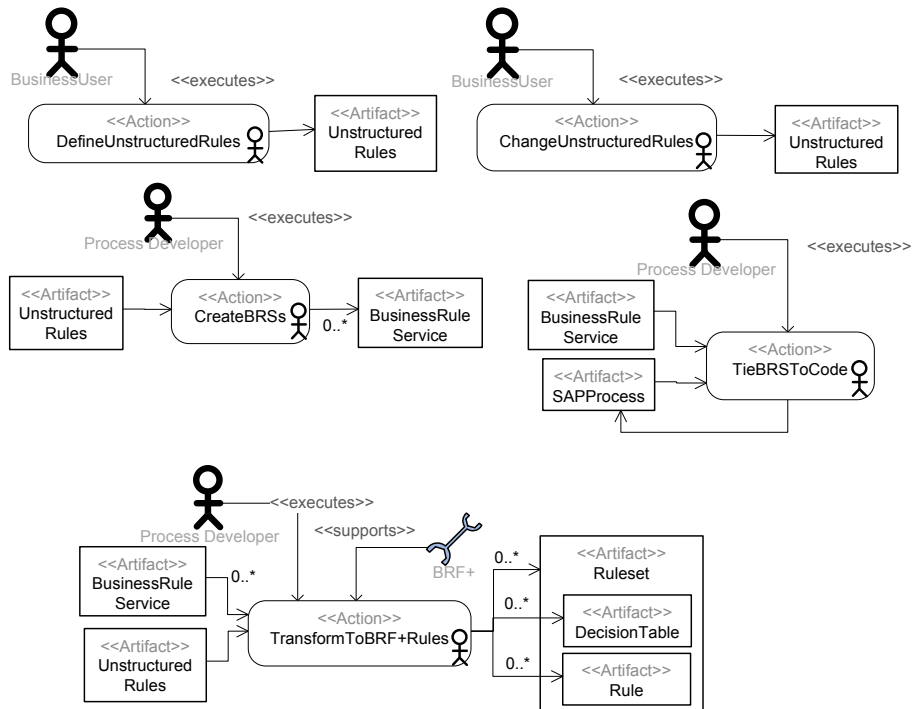 BusinessUser
<<executes>>
<<Action>>
DefineUnstructuredRules
<<Artifact>>
Unstructured
Rules
BusinessUser
<<executes>>
<<Action>>
ChangeUnstructuredRules
<<Artifact>>
Unstructured
Rules
Process Developer
<<executes>>
<<Artifact>>
Unstructured
Rules
<<Action>>
CreateBRSs
0..*
<<Artifact>>
BusinessRule
Service
Process Developer
<<executes>>
<<Artifact>>
BusinessRule
Service
<<Artifact>>
SAPProcess
<<Action>>
TieBRSToCode
Process Developer
<<executes>>
<<supports>>
BRF+
<<Artifact>>
BusinessRule
Service
0..*
<<Artifact>>
Unstructured
Rules
<<Action>>
TransformToBRF+Rules
0..*
<<Artifact>>
Ruleset
0..*
<<Artifact>>
DecisionTable
0..*
<<Artifact>>
Rule